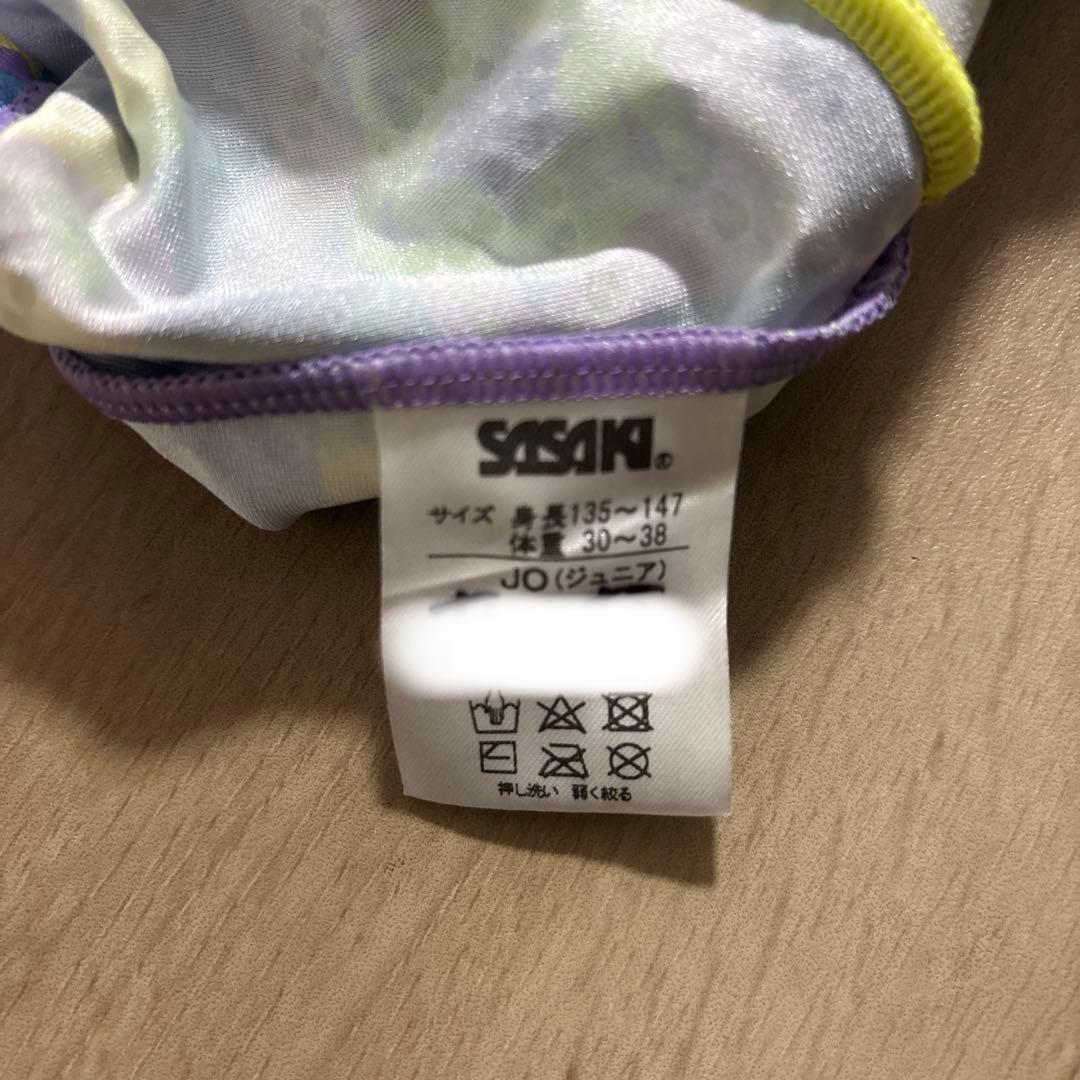 SASAKI®
サイズ 身長135～147
体重 30～38
JO(ジュニア)
押し洗い 弱く絞る